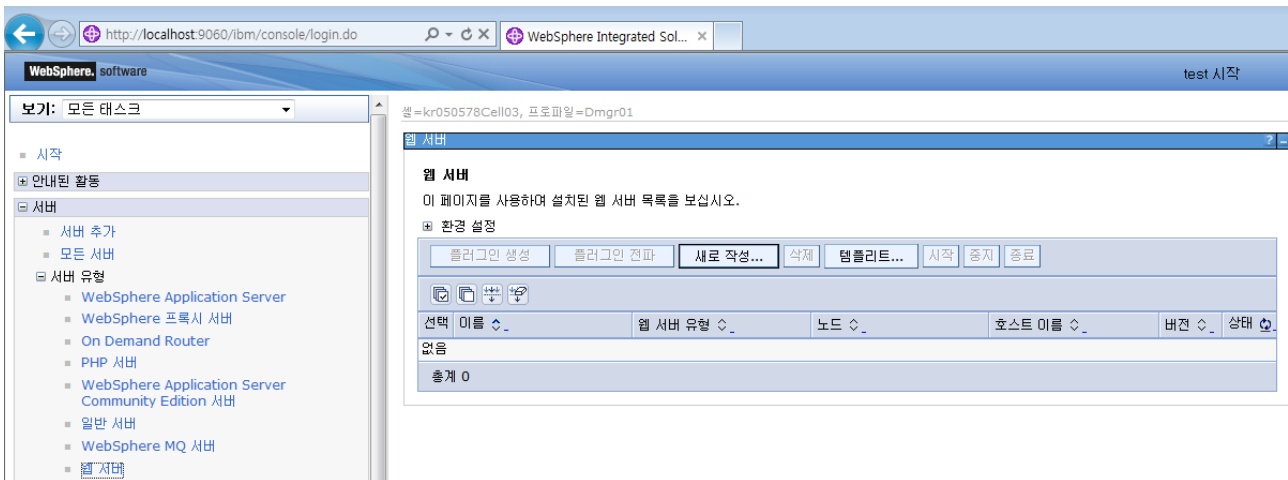 http://localhost:9060/ibm/console/login.do
WebSphere Integrated Sol...
WebSphere. software
test 시작
보기: 모든 태스크
시작
안내된 활동
서버
서버 추가
모든 서버
서버 유형
WebSphere Application Server
WebSphere 프록시 서버
On Demand Router
PHP 서버
WebSphere Application Server
Community Edition 서버
일반 서버
WebSphere MQ 서버
웹 서버
셀=kr050578Cell03, 프로파일=Dmgr01
웹 서버
웹 서버
이 페이지를 사용하여 설치된 웹 서버 목록을 보십시오.
환경 설정
플러그인 생성 플러그인 전파 새로 작성... 삭제 템플리트... 시작 중지 종료
선택 이름 웹 서버 유형 노드 호스트 이름 버전 상태
없음
총계 0